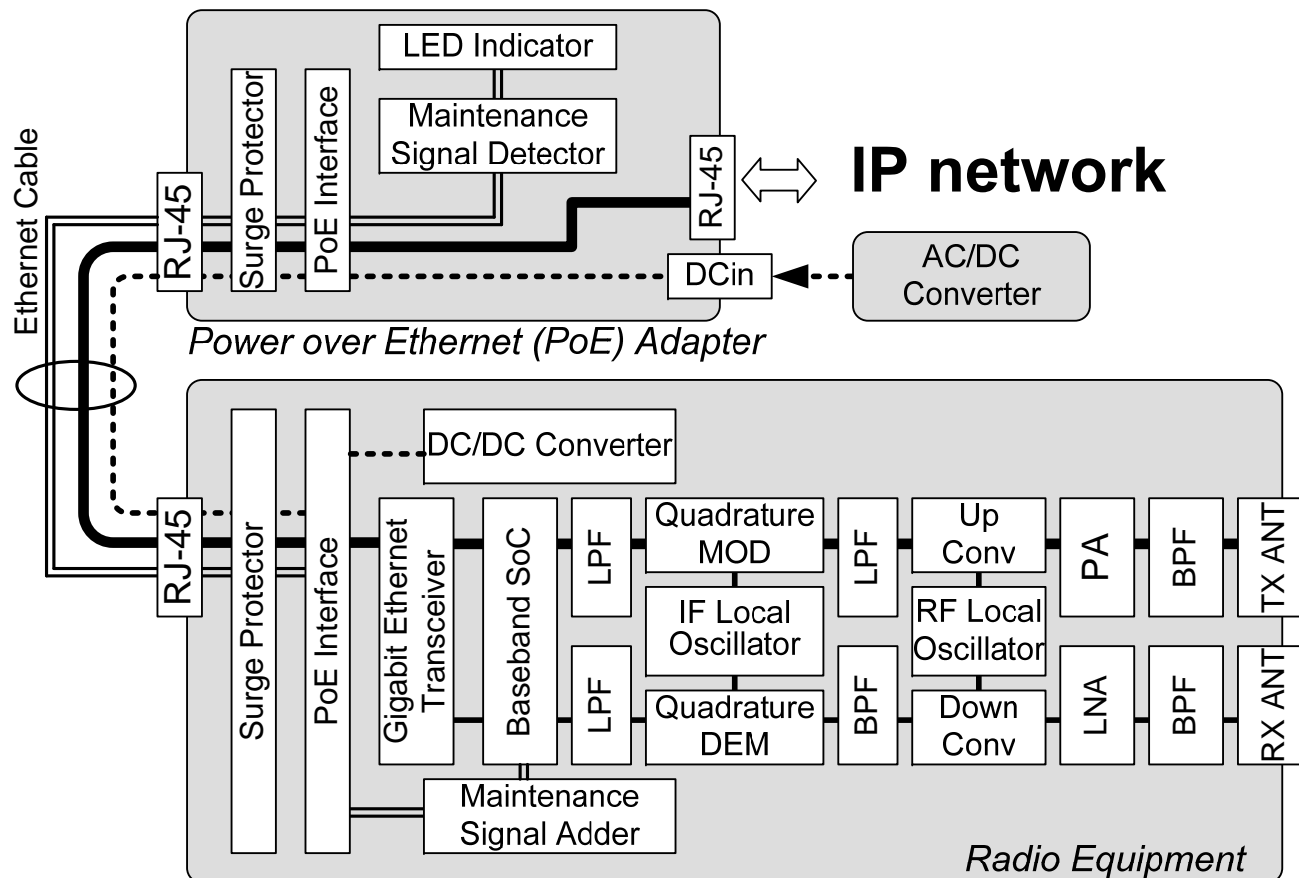 LED Indicator
Maintenance
Signal Detector
Surge Protector
PoE Interface
RJ-45
RJ-45
IP network
Ethernet Cable
DCin
AC/DC
Converter
Power over Ethernet (PoE) Adapter
RJ-45
Surge Protector
PoE Interface
DC/DC Converter
Gigabit Ethernet
Transceiver
Baseband SoC
LPF
Quadrature
MOD
LPF
Up
Conv
PA
BPF
TX ANT
IF Local
Oscillator
RF Local
Oscillator
LPF
Quadrature
DEM
BPF
Down
Conv
LNA
BPF
RX ANT
Maintenance
Signal Adder
Radio Equipment